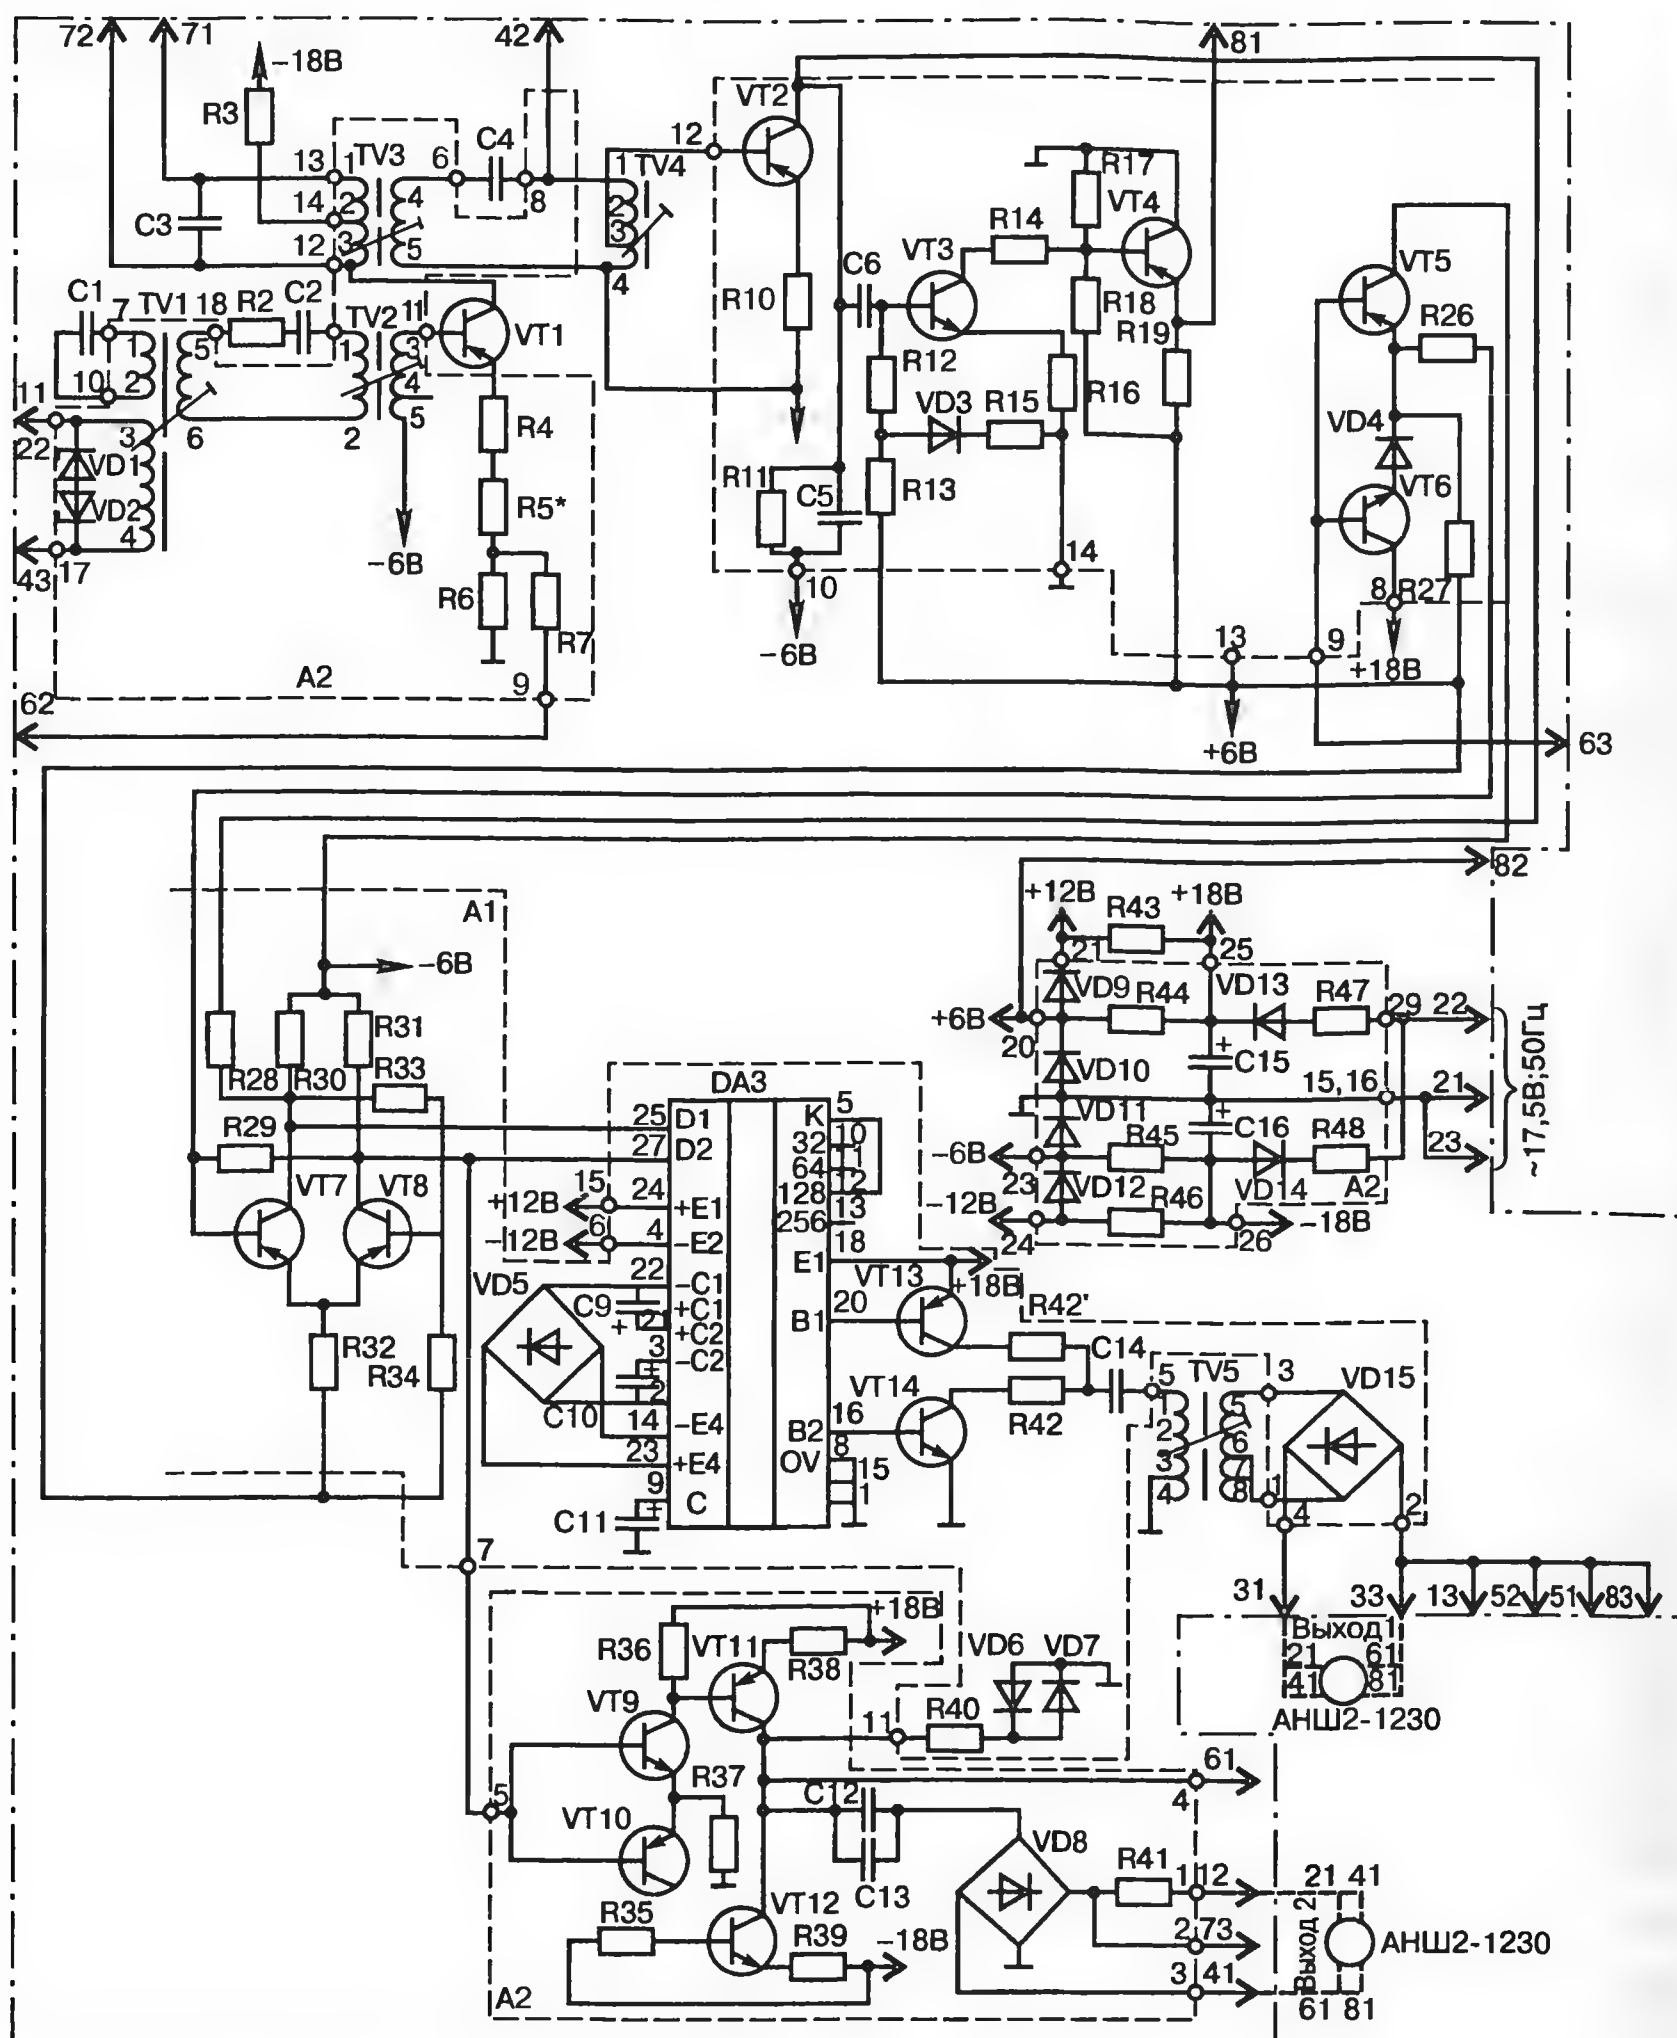 72
71
42
81
–18В
R3
VT2
C4
12
13
1
TV3
6
1
TV4
R17
14
2
4
8
2
VT4
C3
R14
12
3
5
3
VT3
VT5
C6
4
C1
7
TV1
18
R2
C2
TV2
11
R10
R18
R26
VT1
R19
1
5
1
3
R12
10
2
4
R16
11
VD3
R15
VD4
3
6
2
5
R4
22
VD1
R11
C5
R13
VT6
VD2
R5*
4
43
17
–6В
14
R6
10
8
R27
R7
13
9
–6В
+18В
A2
9
62
+6В
63
82
+12В
R43
+18В
A1
21
25
–6В
VD9
R44
VD13
R47
29
22
+6В
R31
20
+
C15
~17,5В;50Гц
R28
R30
R33
DA3
VD10
15,16
21
25
D1
K
5
VD11
+
R29
27
D2
32
10
C16
R48
23
64
11
–6В
R45
VT7
VT8
15
24
128
12
23
VD12
R46
VD14
A2
+12В
+E1
256
13
–12В
–12В
6
4
–E2
18
24
26
–18В
VD5
22
–C1
E1
VT13
+18В
C9
+C1
20
R42'
+
2
+C2
B1
R32
3
–C2
C14
TV5
3
VD15
R34
+
2
VT14
5
1
5
C10
14
–E4
16
R42
2
6
23
B2
8
3
7
+E4
OV
15
4
8
1
9
C
1
4
2
C11
+
7
31
33
13
52
51
83
+18В
Выход1
R36
VT11
VD6
VD7
21
61
R38
41
81
VT9
R40
АНШ2-1230
11
R37
61
5
C12
4
VT10
VD8
R41
1
12
21
41
C13
R35
VT12
R39
–18В
2
73
Выход 2
АНШ2-1230
3
41
A2
61
81